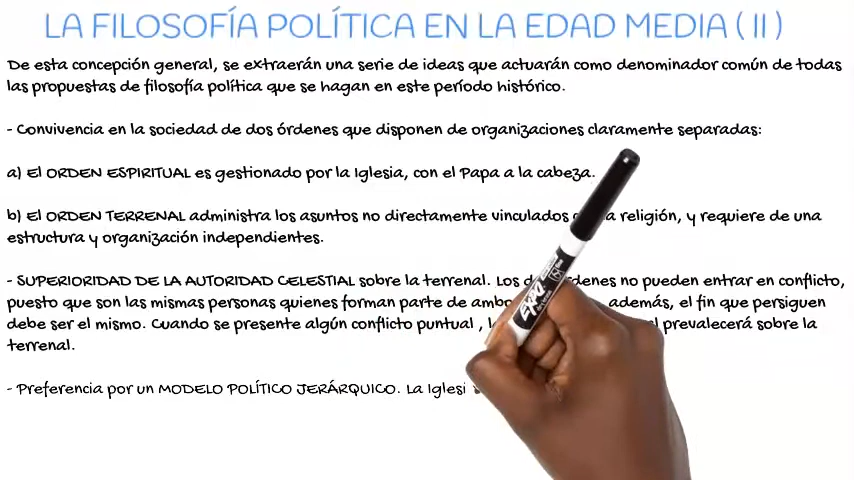 LA FILOSOFÍA POLÍTICA EN LA EDAD MEDIA ( II )
De esta concepción general, se extraerán una serie de ideas que actuarán como denominador común de todas
las propuestas de filosofía política que se hagan en este período histórico.
- Convivencia en la sociedad de dos órdenes que disponen de organizaciones claramente separadas:
a) El ORDEN ESPIRITUAL es gestionado por la Iglesia, con el Papa a la cabeza.
b) El ORDEN TERRENAL administra los asuntos no directamente vinculados a religión, y requiere de una
estructura y organización independientes.
- SUPERIORIDAD DE LA AUTORIDAD CELESTIAL sobre la terrenal. Los no pueden entrar en conflicto,
puesto que son las mismas personas quienes forman parte de además, el fin que persiguen
debe ser el mismo. Cuando se presente algún conflicto puntual , prevalecerá sobre la
terrenal.
- Preferencia por un MODELO POLÍTICO JERÁRQUICO. La Iglesi
EXPO